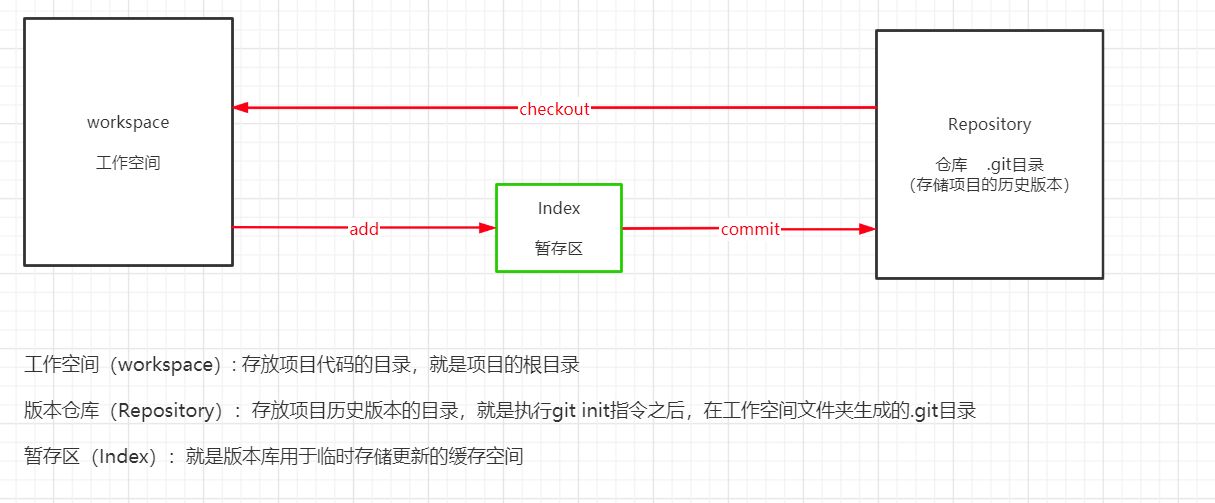 checkout
workspace
工作空间
Repository
仓库 .git目录
（存储项目的历史版本）
Index
暂存区
add
commit
工作空间（workspace）: 存放项目代码的目录，就是项目的根目录
版本仓库（Repository）：存放项目历史版本的目录，就是执行git init指令之后，在工作空间文件夹生成的.git目录
暂存区（Index）：就是版本库用于临时存储更新的缓存空间